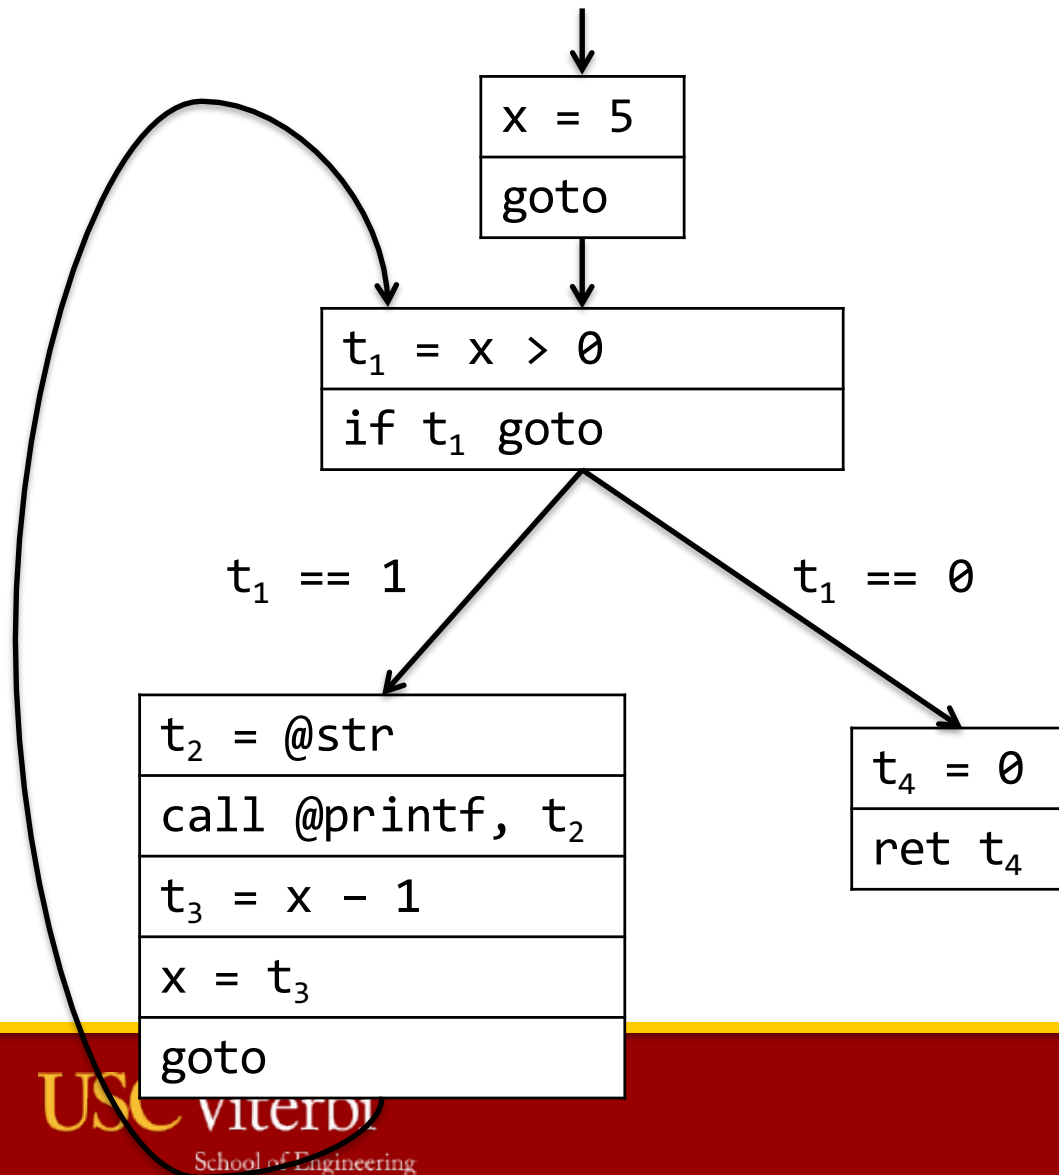 x = 5
goto
t₁ = x > 0
if t₁ goto
t₁ == 1
t₁ == 0
t₂ = @str
call @printf, t₂
t₃ = x – 1
x = t₃
goto
t₄ = 0
ret t₄
USC Viterbi
School of Engineering